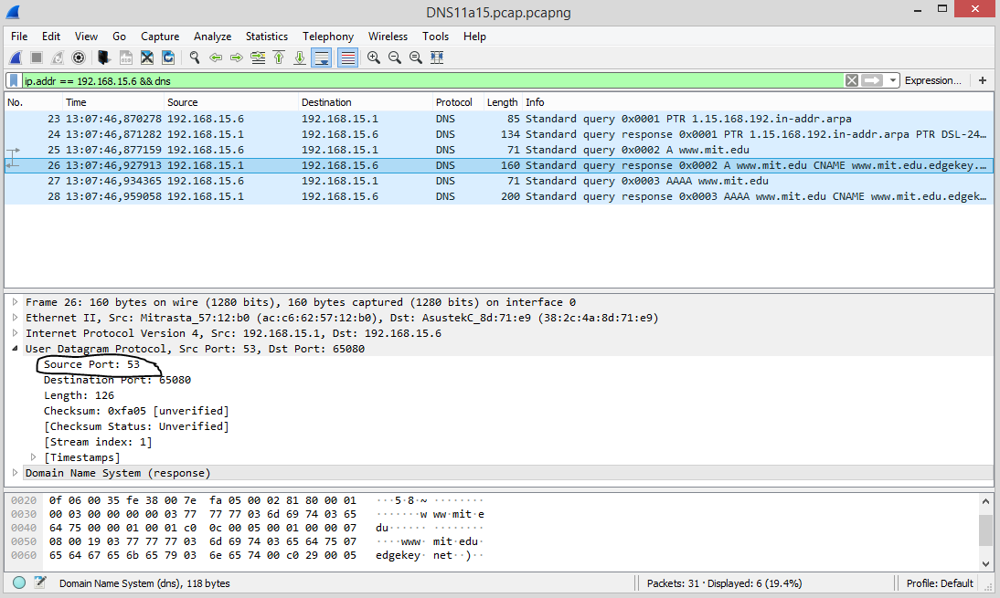 DNS11a15.pcap.pcapng
File Edit View Go Capture Analyze Statistics Telephony Wireless Tools Help
ip.addr == 192.168.15.6 && dns Expression... +
No. Time Source Destination Protocol Length Info
23 13:07:46,870278 192.168.15.6 192.168.15.1 DNS 85 Standard query 0x0001 PTR 1.15.168.192.in-addr.arpa
24 13:07:46,871282 192.168.15.1 192.168.15.6 DNS 134 Standard query response 0x0001 PTR 1.15.168.192.in-addr.arpa PTR DSL-24…
25 13:07:46,877159 192.168.15.6 192.168.15.1 DNS 71 Standard query 0x0002 A www.mit.edu
26 13:07:46,927913 192.168.15.1 192.168.15.6 DNS 160 Standard query response 0x0002 A www.mit.edu CNAME www.mit.edu.edgekey.…
27 13:07:46,934365 192.168.15.6 192.168.15.1 DNS 71 Standard query 0x0003 AAAA www.mit.edu
28 13:07:46,959058 192.168.15.1 192.168.15.6 DNS 200 Standard query response 0x0003 AAAA www.mit.edu CNAME www.mit.edu.edgek…
Frame 26: 160 bytes on wire (1280 bits), 160 bytes captured (1280 bits) on interface 0
Ethernet II, Src: Mitrasta_57:12:b0 (ac:c6:62:57:12:b0), Dst: AsustekC_8d:71:e9 (38:2c:4a:8d:71:e9)
Internet Protocol Version 4, Src: 192.168.15.1, Dst: 192.168.15.6
User Datagram Protocol, Src Port: 53, Dst Port: 65080
Source Port: 53
Destination Port: 65080
Length: 126
Checksum: 0xfa05 [unverified]
[Checksum Status: Unverified]
[Stream index: 1]
[Timestamps]
Domain Name System (response)
0020 0f 06 00 35 fe 38 00 7e fa 05 00 02 81 80 00 01 ···5·8·~ ········
0030 00 03 00 00 00 00 03 77 77 77 03 6d 69 74 03 65 ·······w ww·mit·e
0040 64 75 00 00 01 00 01 c0 0c 00 05 00 01 00 00 07 du······ ········
0050 08 00 19 03 77 77 77 03 6d 69 74 03 65 64 75 07 ····www· mit·edu·
0060 65 64 67 65 6b 65 79 03 6e 65 74 00 c0 29 00 05 edgekey· net··)··
Domain Name System (dns), 118 bytes Packets: 31 · Displayed: 6 (19.4%) Profile: Default